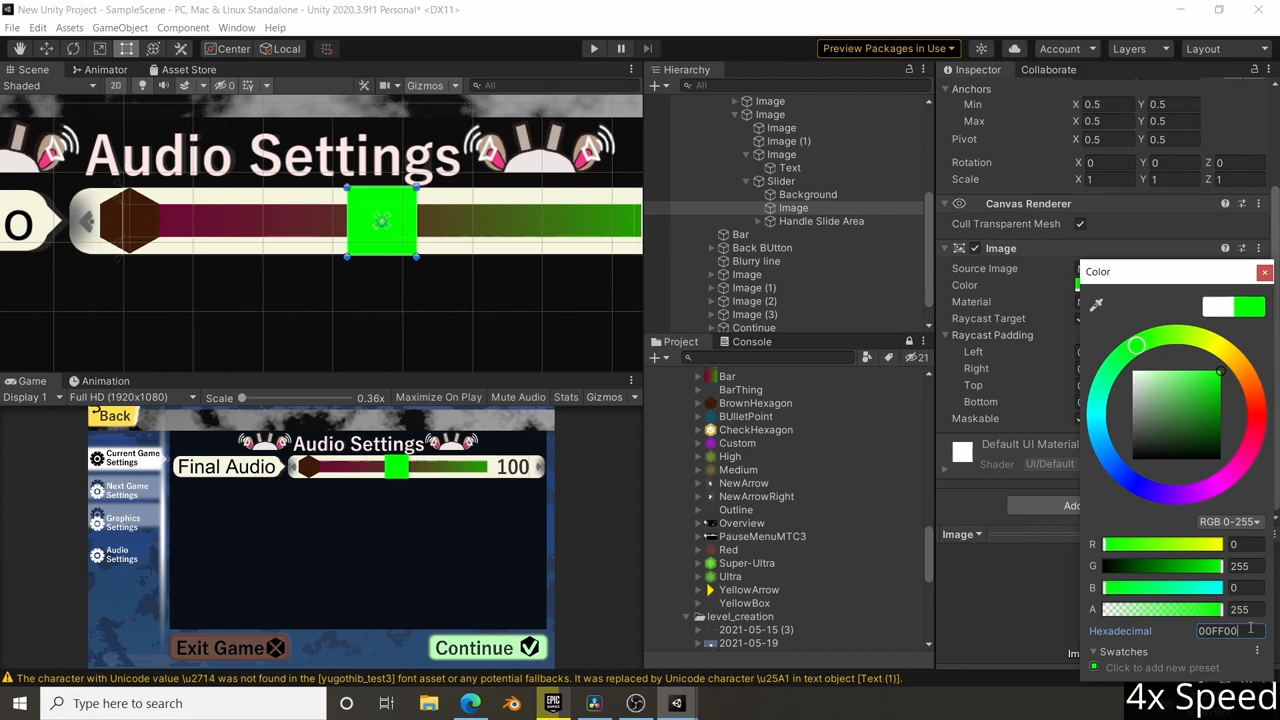 New Unity Project - SampleScene - PC, Mac & Linux Standalone - Unity 2020.3.9f1 Personal* <DX11>
File Edit Assets GameObject Component Window Help
Center Local
Preview Packages in Use
Account Layers Layout
Scene Animator Asset Store
Shaded 2D 0 Gizmos All
Audio Settings
o
Game Animation
Display 1 Full HD (1920x1080) Scale 0.36x Maximize On Play Mute Audio Stats Gizmos
Back
Audio Settings
Current Game
Settings
Final Audio 100
Next Game
Settings
Graphics
Settings
Audio
Settings
Exit Game
Continue
Hierarchy
All
Image
Image
Image
Image (1)
Image
Text
Slider
Background
Image
Handle Slide Area
Bar
Back BUtton
Blurry line
Image
Image (1)
Image (2)
Image (3)
Continue
Project Console
21
Bar
BarThing
BrownHexagon
BUlletPoint
CheckHexagon
Custom
High
Medium
NewArrow
NewArrowRight
Outline
Overview
PauseMenuMTC3
Red
Super-Ultra
Ultra
YellowArrow
YellowBox
level_creation
2021-05-15 (3)
2021-05-19
Inspector Collaborate
Anchors
Min X 0.5 Y 0.5
Max X 0.5 Y 0.5
Pivot X 0.5 Y 0.5
Rotation X 0 Y 0 Z 0
Scale X 1 Y 1 Z 1
Canvas Renderer
Cull Transparent Mesh
Image
Source Image
Color
Material
Raycast Target
Raycast Padding
Left
Right
Top
Bottom
Maskable
Default UI Material
Shader UI/Default
Image
Color
RGB 0-255
R 0
G 255
B 0
A 255
Hexadecimal 00FF00
Swatches
Click to add new preset
The character with Unicode value \u2714 was not found in the [yugothib_test3] font asset or any potential fallbacks. It was replaced by Unicode character \u25A1 in text object [Text (1)].
4x Speed
Type here to search
EPIC
GAMES